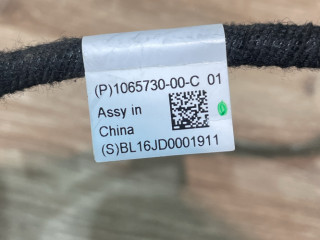 (P)1065730-00-C 01
Assy in
China
(S)BL16JD0001911